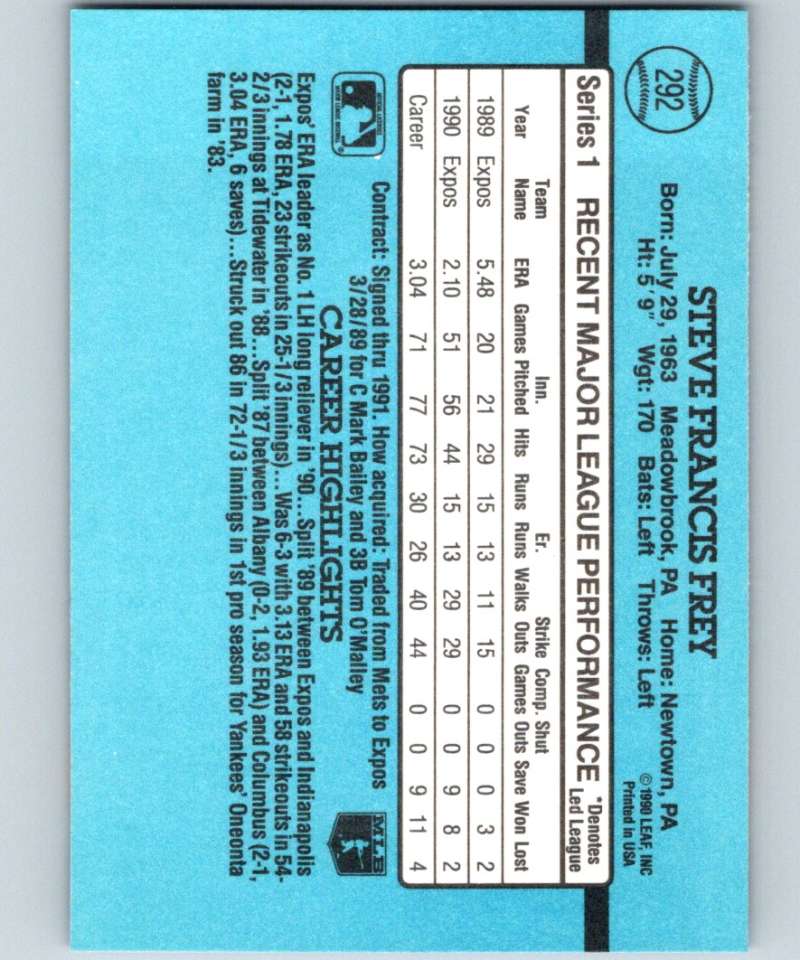 292
STEVE FRANCIS FREY
Born: July 29, 1963 Meadowbrook, PA Home: Newtown, PA
Ht: 5' 9" Wgt: 170 Bats: Left Throws: Left
©1990 LEAF, INC
Printed in USA
Series 1 RECENT MAJOR LEAGUE PERFORMANCE *Denotes Led League
Team Inn. Er. Strike Comp. Shut
Year Name ERA Games Pitched Hits Runs Runs Walks Outs Games Outs Save Won Lost
1989 Expos 5.48 20 21 29 15 13 11 15 0 0 0 3 2
1990 Expos 2.10 51 56 44 15 13 29 29 0 0 9 8 2
Career 3.04 71 77 73 30 26 40 44 0 0 9 11 4
Contract: Signed thru 1991. How acquired: Traded from Mets to Expos
3/28/89 for C Mark Bailey and 3B Tom O'Malley
MLB
CAREER HIGHLIGHTS
Expos' ERA leader as No. 1 LH long reliever in '90...Split '89 between Expos and Indianapolis
(2-1, 1.78 ERA, 23 strikeouts in 25-1/3 innings)...Was 6-3 with 3.13 ERA and 58 strikeouts in 54-
2/3 innings at Tidewater in '88...Split '87 between Albany (0-2, 1.93 ERA) and Columbus (2-1,
3.04 ERA, 6 saves)...Struck out 86 in 72-1/3 innings in 1st pro season for Yankees' Oneonta
farm in '83.